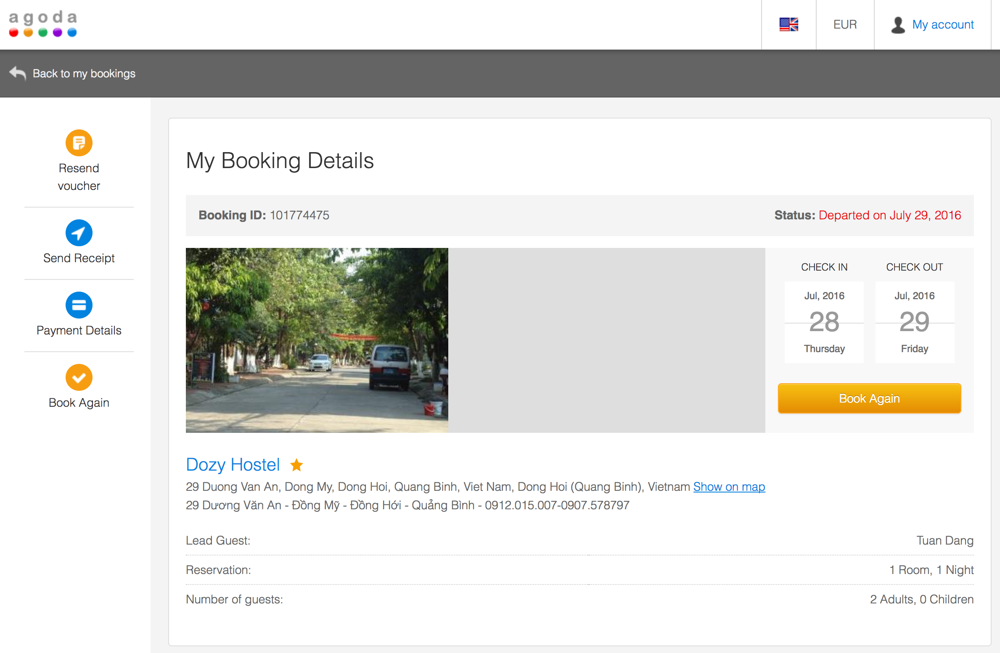 agoda
EUR
My account
Back to my bookings
Resend
voucher
Send Receipt
Payment Details
Book Again
My Booking Details
Booking ID: 101774475
Status: Departed on July 29, 2016
CHECK IN
CHECK OUT
Jul, 2016
28
Thursday
Jul, 2016
29
Friday
Book Again
Dozy Hostel
29 Duong Van An, Dong My, Dong Hoi, Quang Binh, Viet Nam, Dong Hoi (Quang Binh), Vietnam Show on map
29 Dương Văn An - Đồng Mỹ - Đồng Hới - Quảng Bình - 0912.015.007-0907.578797
Lead Guest:
Tuan Dang
Reservation:
1 Room, 1 Night
Number of guests:
2 Adults, 0 Children